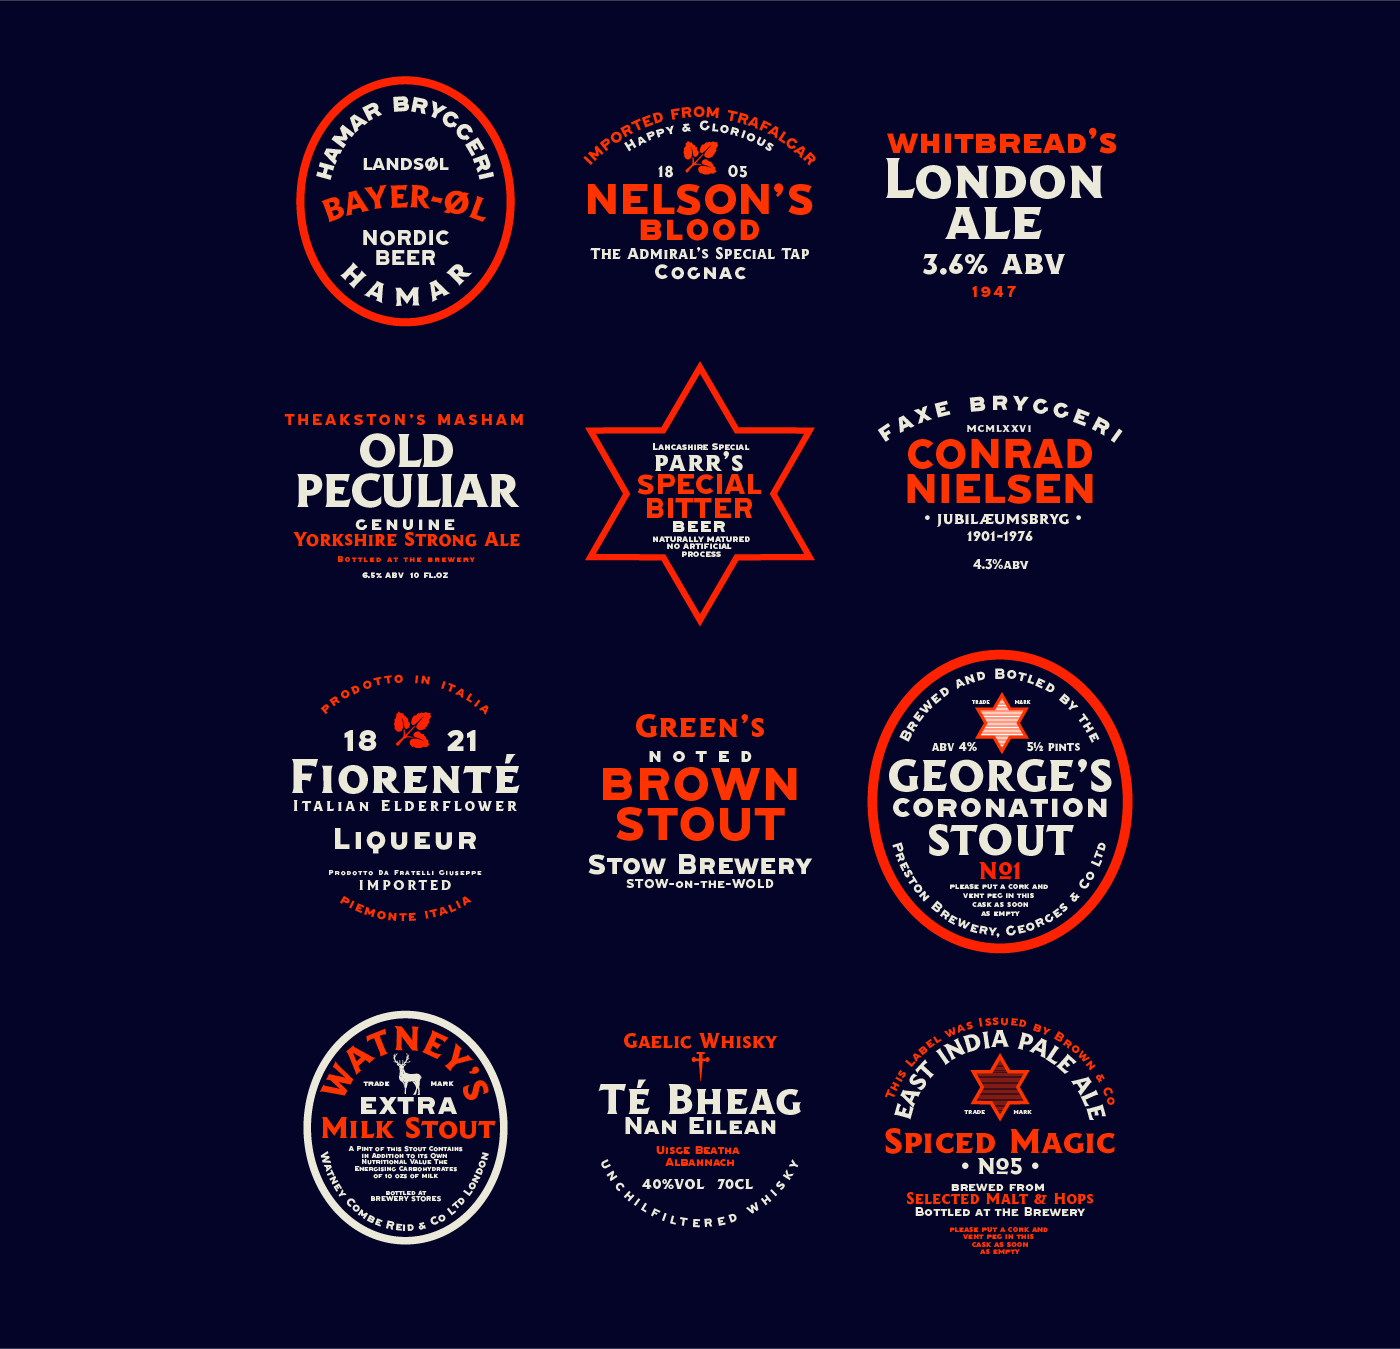 HAMAR BRYGGERI
LANDSØL
BAYER-ØL
NORDIC
BEER
HAMAR
IMPORTED FROM TRAFALGAR
HAPPY & GLORIOUS
18 05
NELSON'S
BLOOD
THE ADMIRAL'S SPECIAL TAP
COGNAC
WHITBREAD'S
LONDON
ALE
3.6% ABV
1947
THEAKSTON'S MASHAM
OLD
PECULIAR
GENUINE
YORKSHIRE STRONG ALE
BOTTLED AT THE BREWERY
6.5% ABV 10 FL.OZ
LANCASHIRE SPECIAL
PARR'S
SPECIAL
BITTER
BEER
NATURALLY MATURED
NO ARTIFICIAL
PROCESS
FAXE BRYGGERI
MCMLXXVI
CONRAD
NIELSEN
• JUBILÆUMSBRYG •
1901-1976
4.3%ABV
PRODOTTO IN ITALIA
18 21
FIORENTÉ
ITALIAN ELDERFLOWER
LIQUEUR
PRODOTTO DA FRATELLI GIUSEPPE
IMPORTED
PIEMONTE ITALIA
GREEN'S
NOTED
BROWN
STOUT
STOW BREWERY
STOW-ON-THE-WOLD
BREWED AND BOTLED BY THE
TRADE MARK
ABV 4% 5½ PINTS
GEORGE'S
CORONATION
STOUT
Nº1
PLEASE PUT A CORK AND
VENT PEG IN THIS
CASK AS SOON
AS EMPTY
PRESTON BREWERY, GEORGES & CO LTD
WATNEY'S
TRADE MARK
EXTRA
MILK STOUT
A PINT OF THIS STOUT CONTAINS
IN ADDITION TO ITS OWN
NUTRITIONAL VALUE THE
ENERGISING CARBOHYDRATES
OF 10 OZS OF MILK
BOTTLED AT
BREWERY STORES
WATNEY COMBE REID & CO LTD LONDON
GAELIC WHISKY
TÉ BHEAG
NAN EILEAN
UISGE BEATHA
ALBANNACH
40%VOL 70CL
UNCHILFILTERED WHISKY
THIS LABEL WAS ISSUED BY BROWN & CO
EAST INDIA PALE ALE
TRADE MARK
SPICED MAGIC
• Nº5 •
BREWED FROM
SELECTED MALT & HOPS
BOTTLED AT THE BREWERY
PLEASE PUT A CORK AND
VENT PEG IN THIS
CASK AS SOON
AS EMPTY